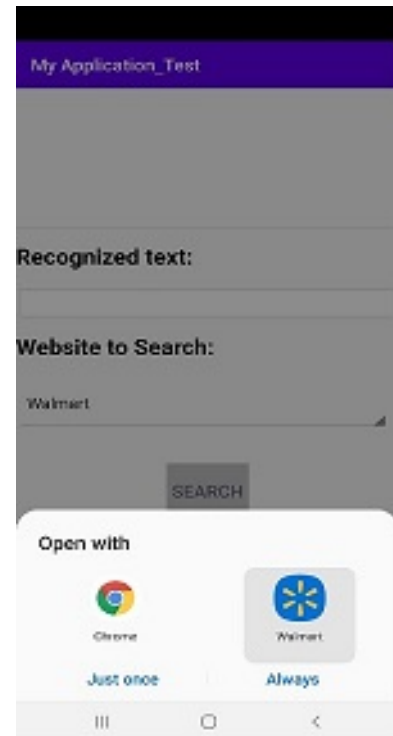 My Application_Test
Recognized text:
Website to Search:
Walmart
SEARCH
Open with
Chrome Walmart
Just once Always